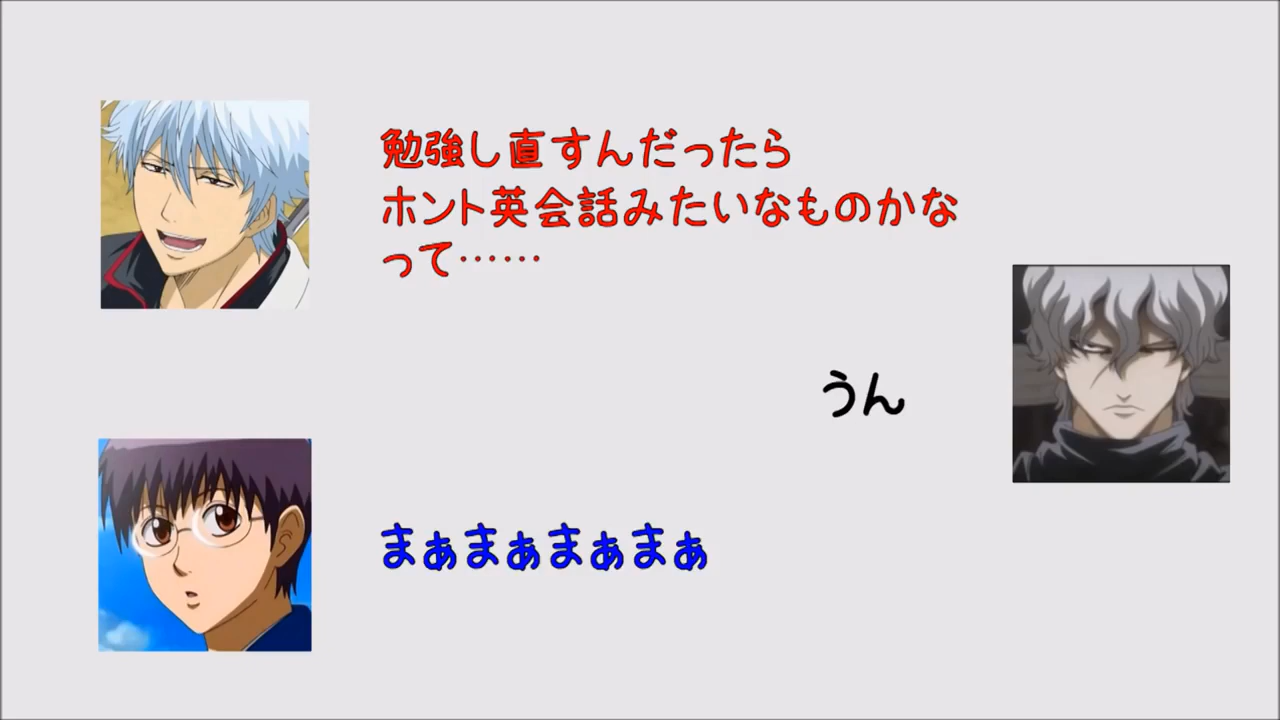 勉強し直すんだったら
ホント英会話みたいなものかな
って……
うん
まぁまぁまぁまぁ